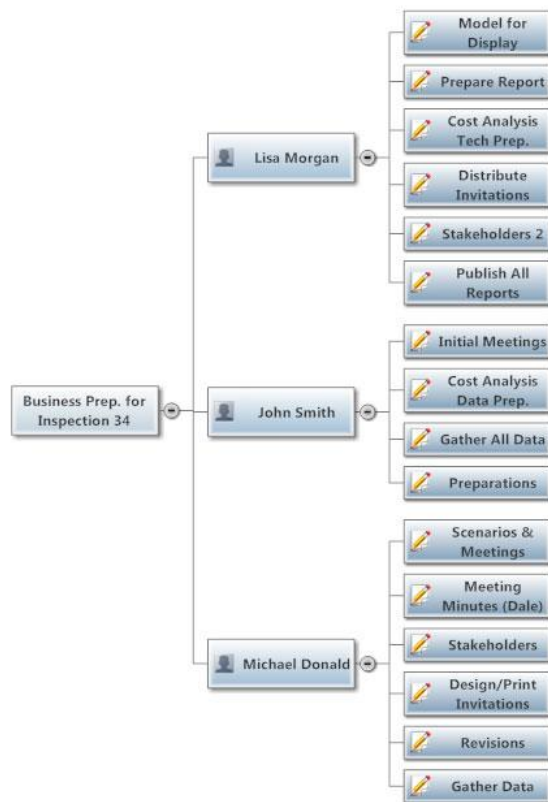 Model for
Display
Prepare Report
Cost Analysis
Tech Prep.
Lisa Morgan
Distribute
Invitations
Stakeholders 2
Publish All
Reports
Initial Meetings
Business Prep. for
Inspection 34
John Smith
Cost Analysis
Data Prep.
Gather All Data
Preparations
Scenarios &
Meetings
Meeting
Minutes (Dale)
Stakeholders
Michael Donald
Design/Print
Invitations
Revisions
Gather Data